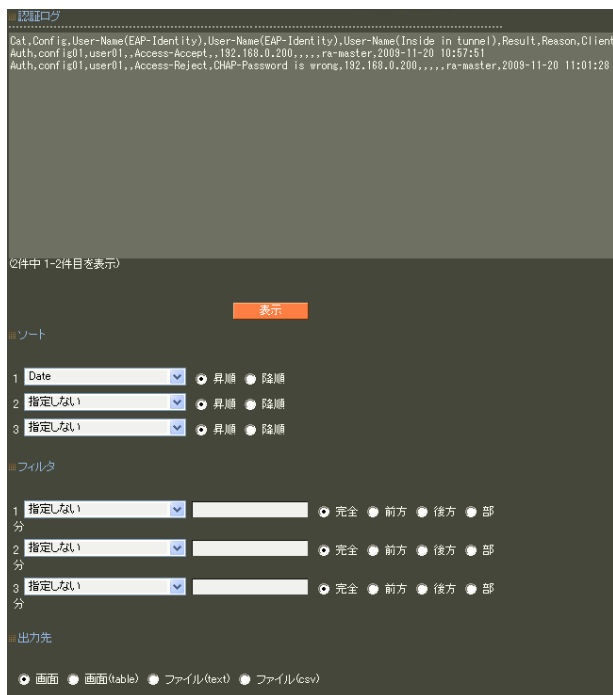 認証ログ
Cat,Config,User-Name(EAP-Identity),User-Name(EAP-Identity),User-Name(Inside in tunnel),Result,Reason,Client
Auth,config01,user01,,Access-Accept,,192.168.0.200,,,,,ra-master,2009-11-20 10:57:51
Auth,config01,user01,,Access-Reject,CHAP-Password is wrong,192.168.0.200,,,,,ra-master,2009-11-20 11:01:28
(2件中 1-2件目を表示)
表示
ソート
1 Date 昇順 降順
2 指定しない 昇順 降順
3 指定しない 昇順 降順
フィルタ
1 指定しない 完全 前方 後方 部
分
2 指定しない 完全 前方 後方 部
分
3 指定しない 完全 前方 後方 部
分
出力先
画面 画面(table) ファイル(text) ファイル(csv)